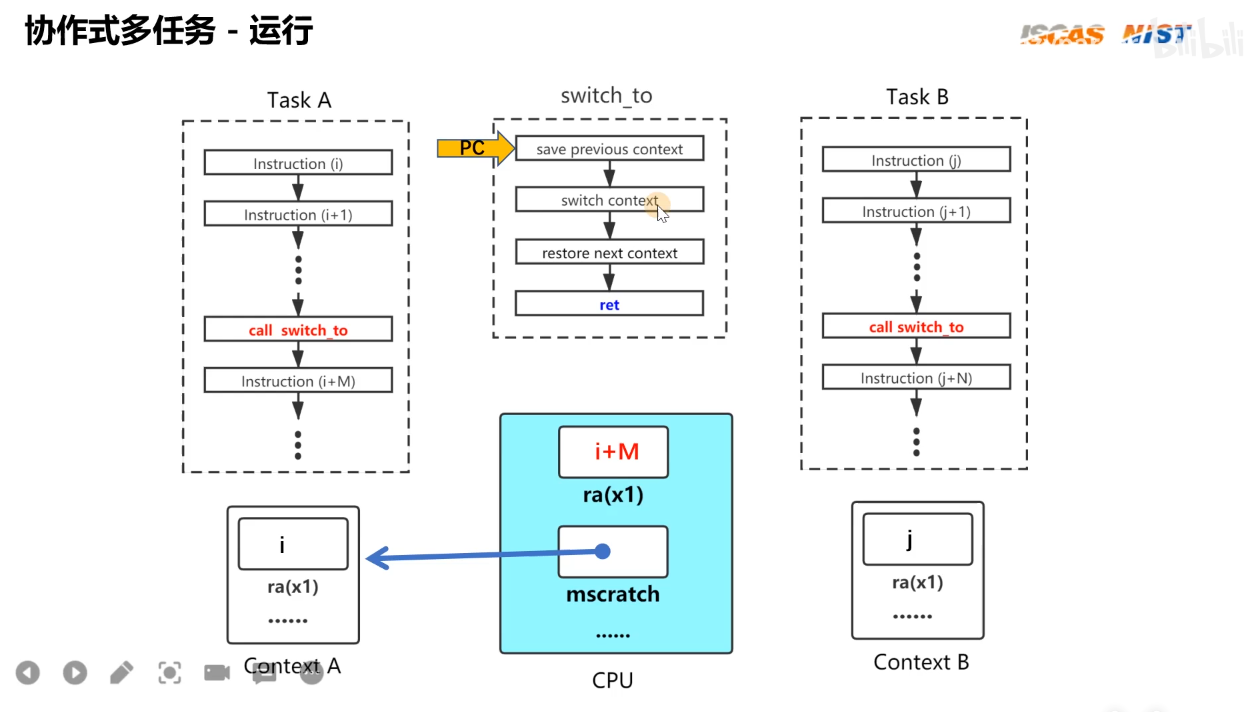 协作式多任务 - 运行
ISCAS NIST
bilibili
Task A
Instruction (i)
Instruction (i+1)
call switch_to
Instruction (i+M)
switch_to
PC
save previous context
switch context
restore next context
ret
Task B
Instruction (j)
Instruction (j+1)
call switch_to
Instruction (j+N)
i
ra(x1)
......
Context A
i+M
ra(x1)
mscratch
......
CPU
j
ra(x1)
......
Context B